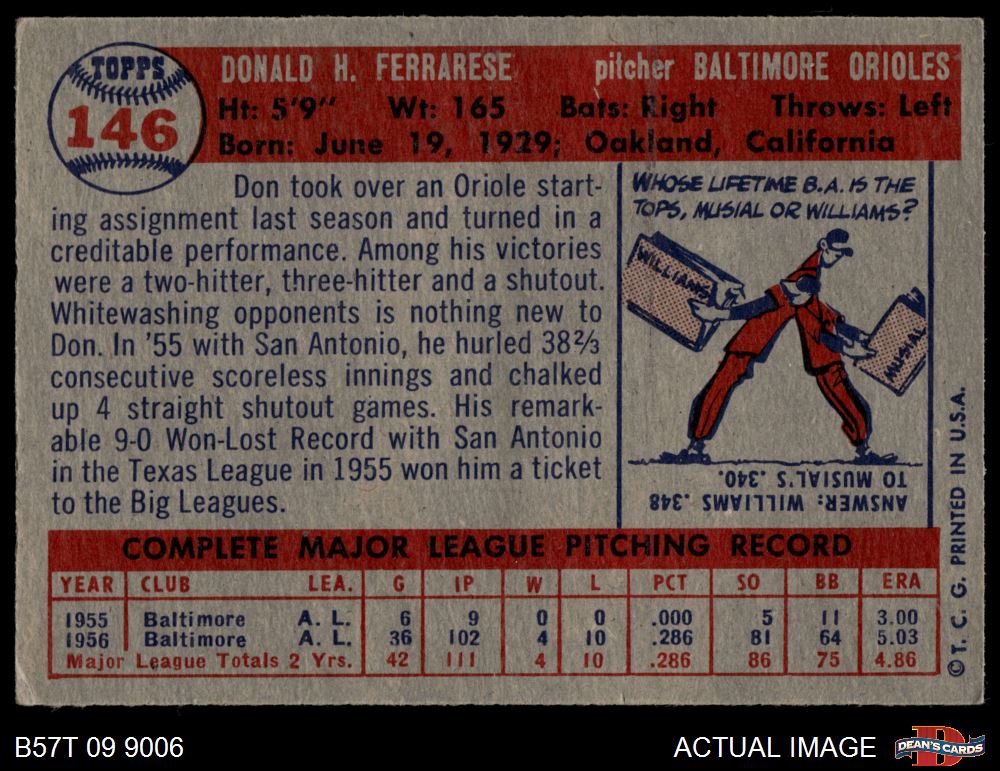 TOPPS
146
DONALD H. FERRARESE pitcher BALTIMORE ORIOLES
Ht: 5'9" Wt: 165 Bats: Right Throws: Left
Born: June 19, 1929; Oakland, California
Don took over an Oriole start-
ing assignment last season and turned in a
creditable performance. Among his victories
were a two-hitter, three-hitter and a shutout.
Whitewashing opponents is nothing new to
Don. In '55 with San Antonio, he hurled 38⅔
consecutive scoreless innings and chalked
up 4 straight shutout games. His remark-
able 9-0 Won-Lost Record with San Antonio
in the Texas League in 1955 won him a ticket
to the Big Leagues.
WHOSE LIFETIME B.A. IS THE
TOPS, MUSIAL OR WILLIAMS?
WILLIAMS
MUSIAL
ANSWER: WILLIAMS .348
TO MUSIAL'S .340.
COMPLETE MAJOR LEAGUE PITCHING RECORD
YEAR CLUB LEA. G IP W L PCT SO BB ERA
1955 Baltimore A. L. 6 9 0 0 .000 5 11 3.00
1956 Baltimore A. L. 36 102 4 10 .286 81 64 5.03
Major League Totals 2 Yrs. 42 111 4 10 .286 86 75 4.86
© T. C. G. PRINTED IN U.S.A.
B57T 09 9006
ACTUAL IMAGE
D
DEAN'S CARDS